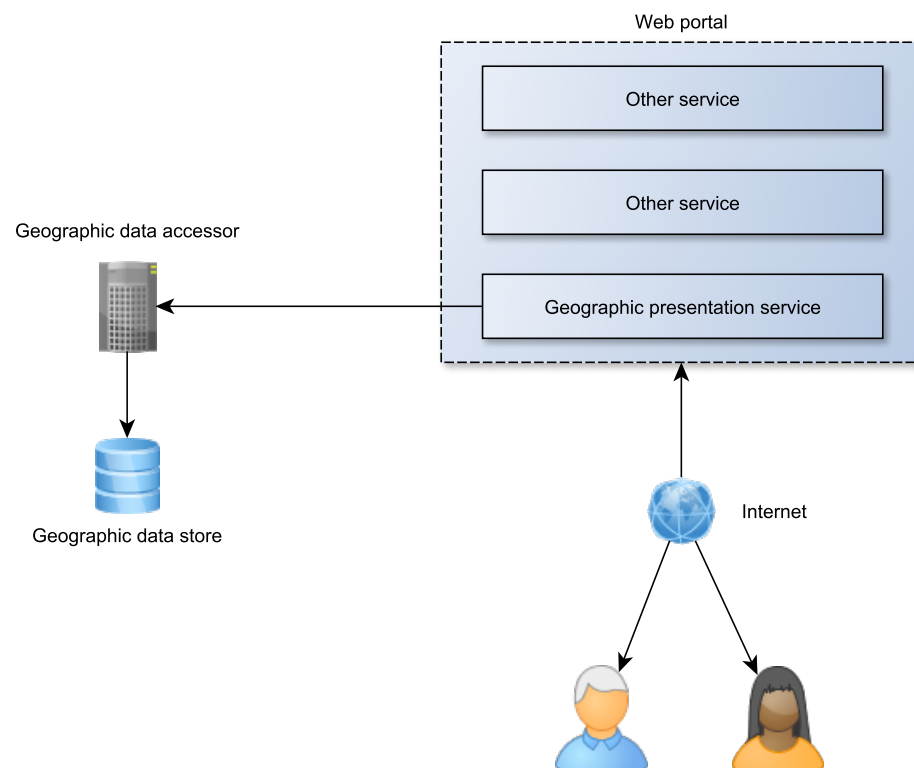 Web portal
Other service
Other service
Geographic data accessor
Geographic presentation service
Internet
Geographic data store